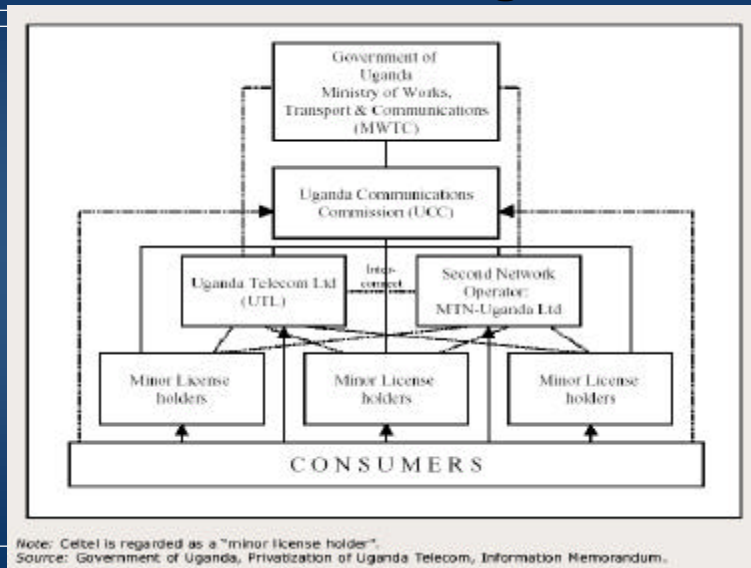 Government of
Uganda
Ministry of Works,
Transport & Communications
(MWTC)
Uganda Communications
Commission (UCC)
Uganda Telecom Ltd
(UTL)
Inter-
connect
Second Network
Operator:
MTN-Uganda Ltd
Minor License
holders
Minor License
holders
Minor License
holders
CONSUMERS
Note: Celtel is regarded as a "minor license holder".
Source: Government of Uganda, Privatization of Uganda Telecom, Information Memorandum.